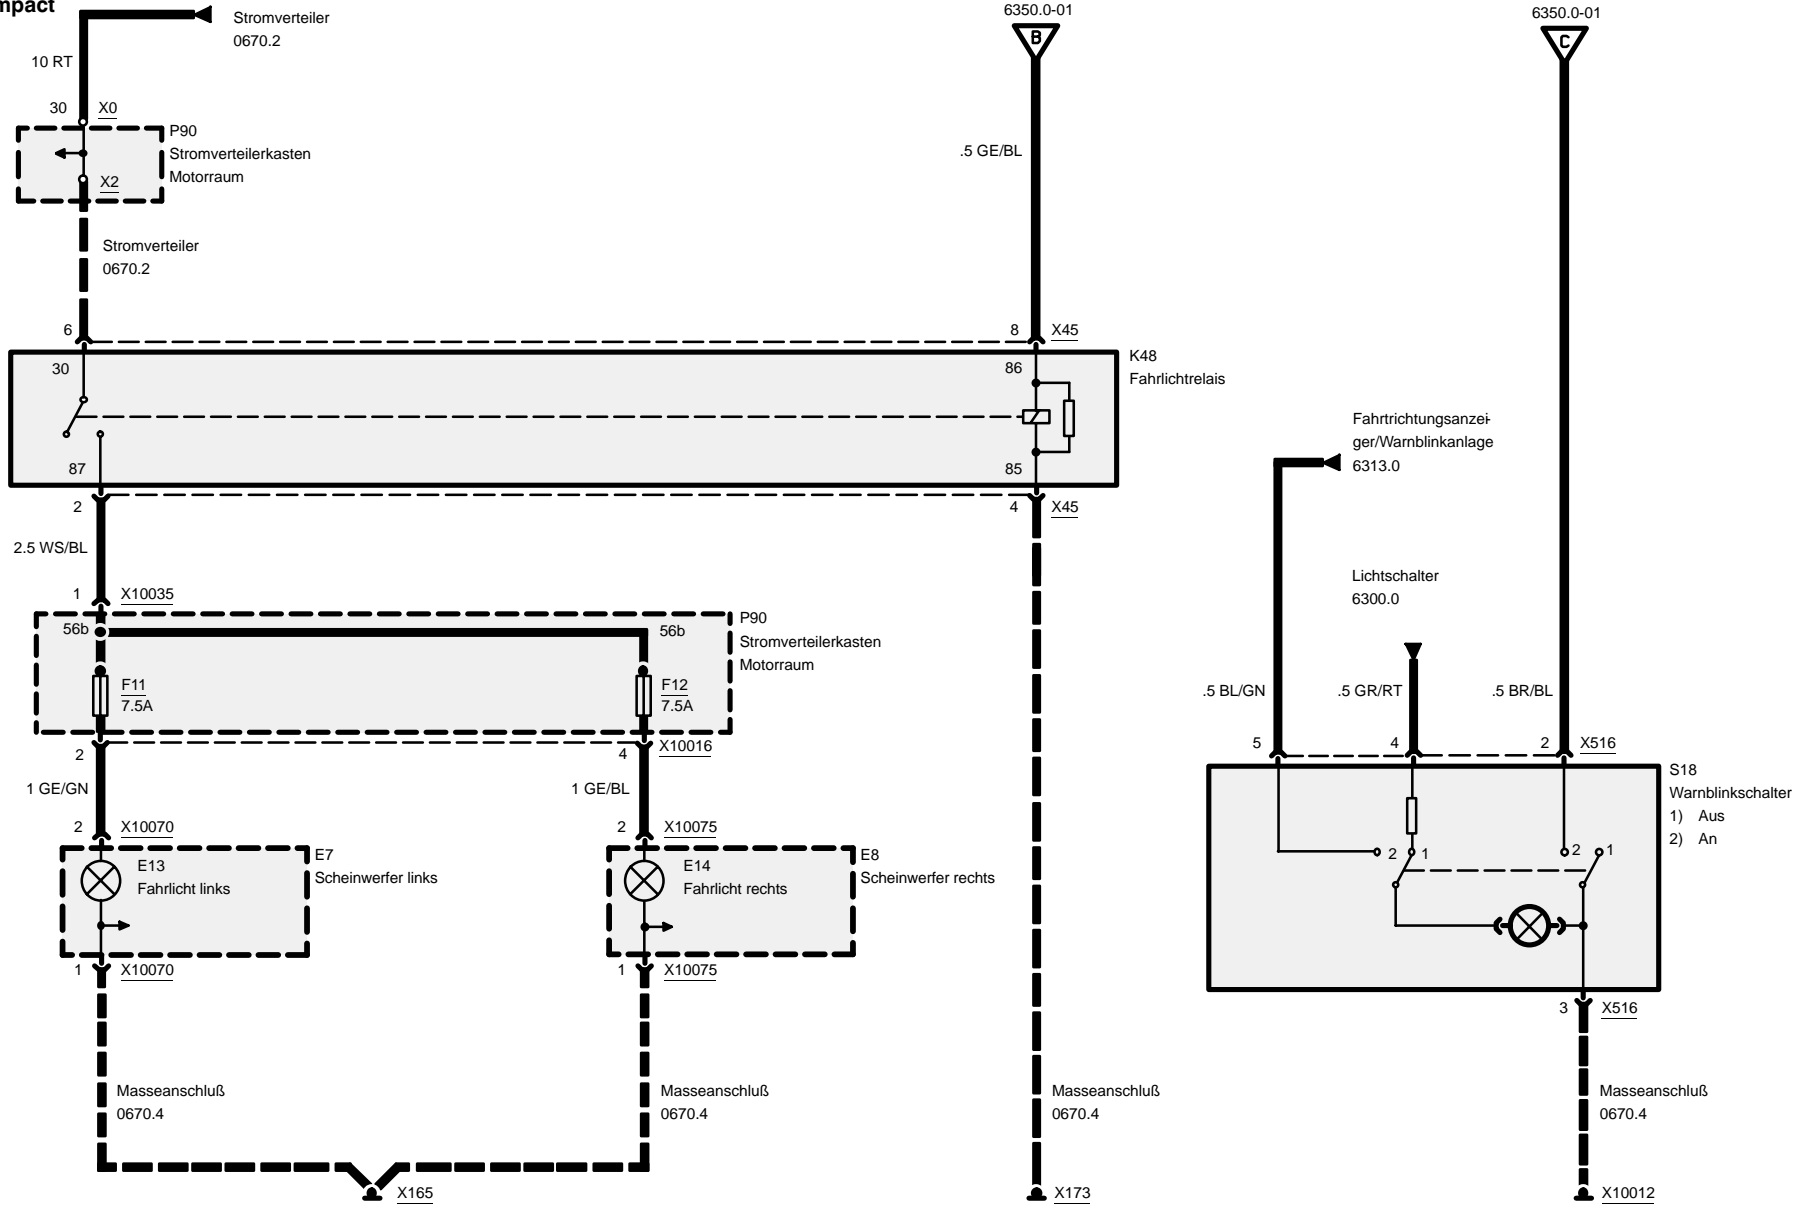 mpact
Stromverteiler
0670.2
10 RT
30 X0
P90
Stromverteilerkasten
Motorraum
X2
Stromverteiler
0670.2
6350.0-01
B
.5 GE/BL
6350.0-01
C
6
8 X45
30
86
K48
Fahrlichtrelais
87
85
2
4 X45
Fahrtrichtungsanzei-
ger/Warnblinkanlage
6313.0
2.5 WS/BL
1 X10035
Lichtschalter
6300.0
56b
56b
P90
Stromverteilerkasten
Motorraum
F11
7.5A
F12
7.5A
.5 BL/GN
.5 GR/RT
.5 BR/BL
2
4 X10016
5
4
2 X516
1 GE/GN
1 GE/BL
S18
Warnblinkschalter
1) Aus
2) An
2 X10070
2 X10075
2 1
2 1
E13
Fahrlicht links
E7
Scheinwerfer links
E14
Fahrlicht rechts
E8
Scheinwerfer rechts
1 X10070
1 X10075
3 X516
Masseanschluß
0670.4
Masseanschluß
0670.4
Masseanschluß
0670.4
Masseanschluß
0670.4
X165
X173
X10012